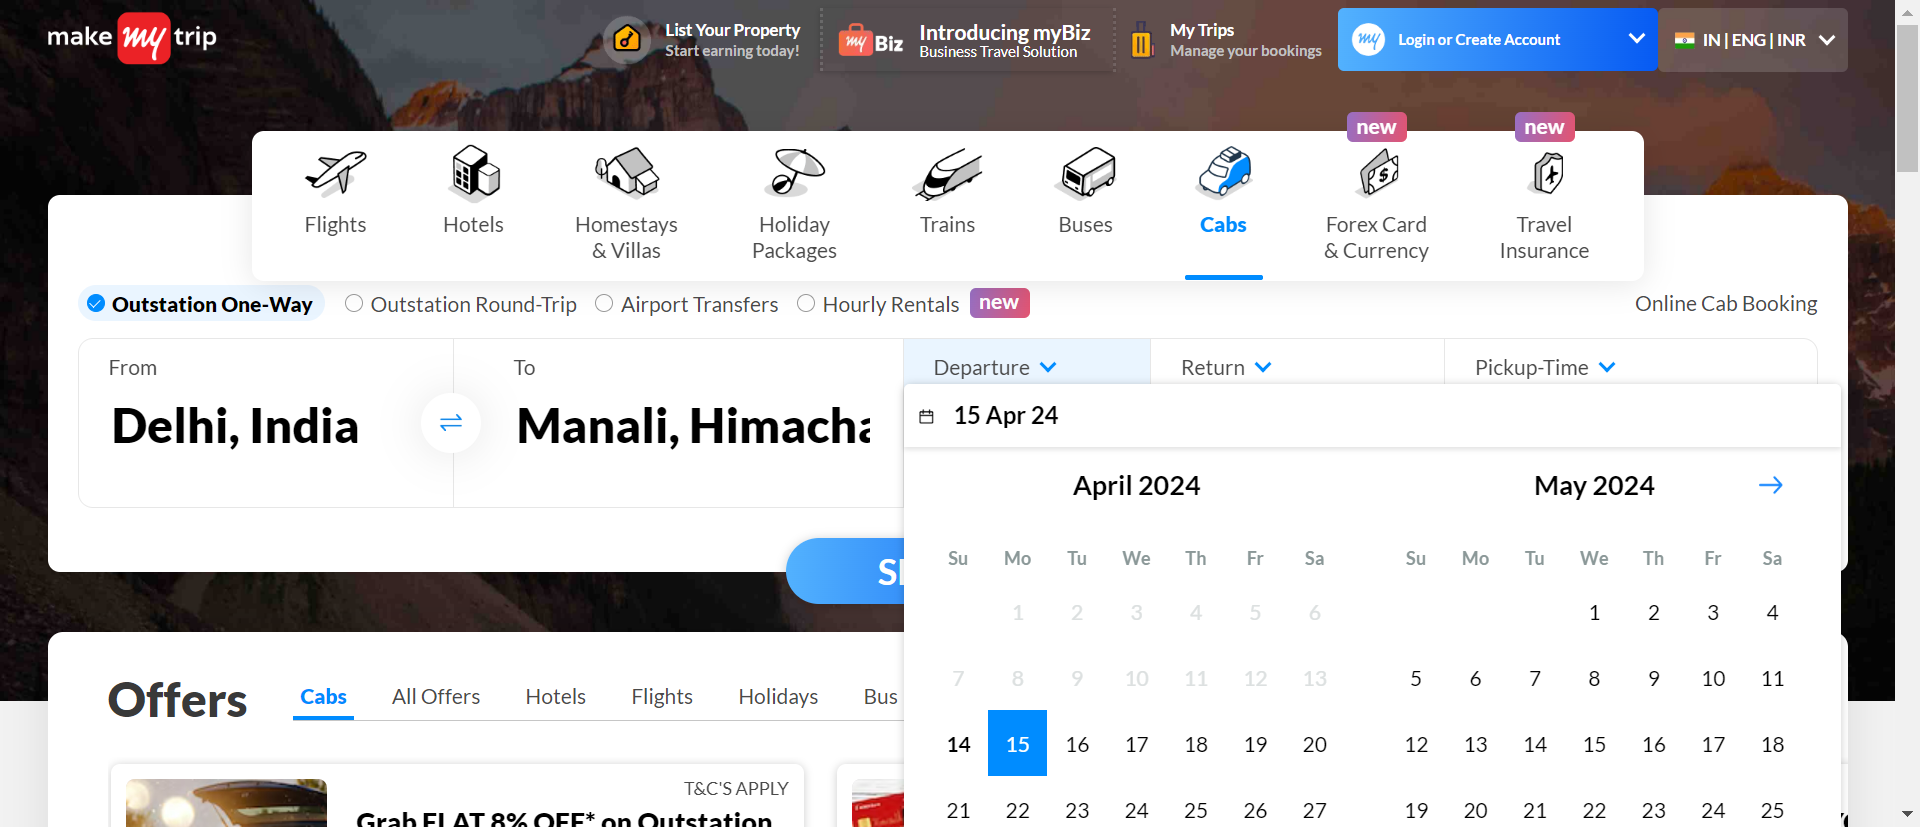 make my trip
List Your Property
Start earning today!
my Biz
Introducing myBiz
Business Travel Solution
My Trips
Manage your bookings
my Login or Create Account
IN | ENG | INR
new
new
Flights
Hotels
Homestays
& Villas
Holiday
Packages
Trains
Buses
Cabs
Forex Card
& Currency
Travel
Insurance
Outstation One-Way
Outstation Round-Trip
Airport Transfers
Hourly Rentals
new
Online Cab Booking
From
To
Departure
Return
Pickup-Time
Delhi, India
Manali, Himacha
15 Apr 24
April 2024
Su Mo Tu We Th Fr Sa
1 2 3 4 5 6
7 8 9 10 11 12 13
14 15 16 17 18 19 20
21 22 23 24 25 26 27
May 2024
Su Mo Tu We Th Fr Sa
1 2 3 4
5 6 7 8 9 10 11
12 13 14 15 16 17 18
19 20 21 22 23 24 25
Offers
Cabs
All Offers
Hotels
Flights
Holidays
Bus
T&C'S APPLY
Grab FLAT 8% OFF* on Outstation